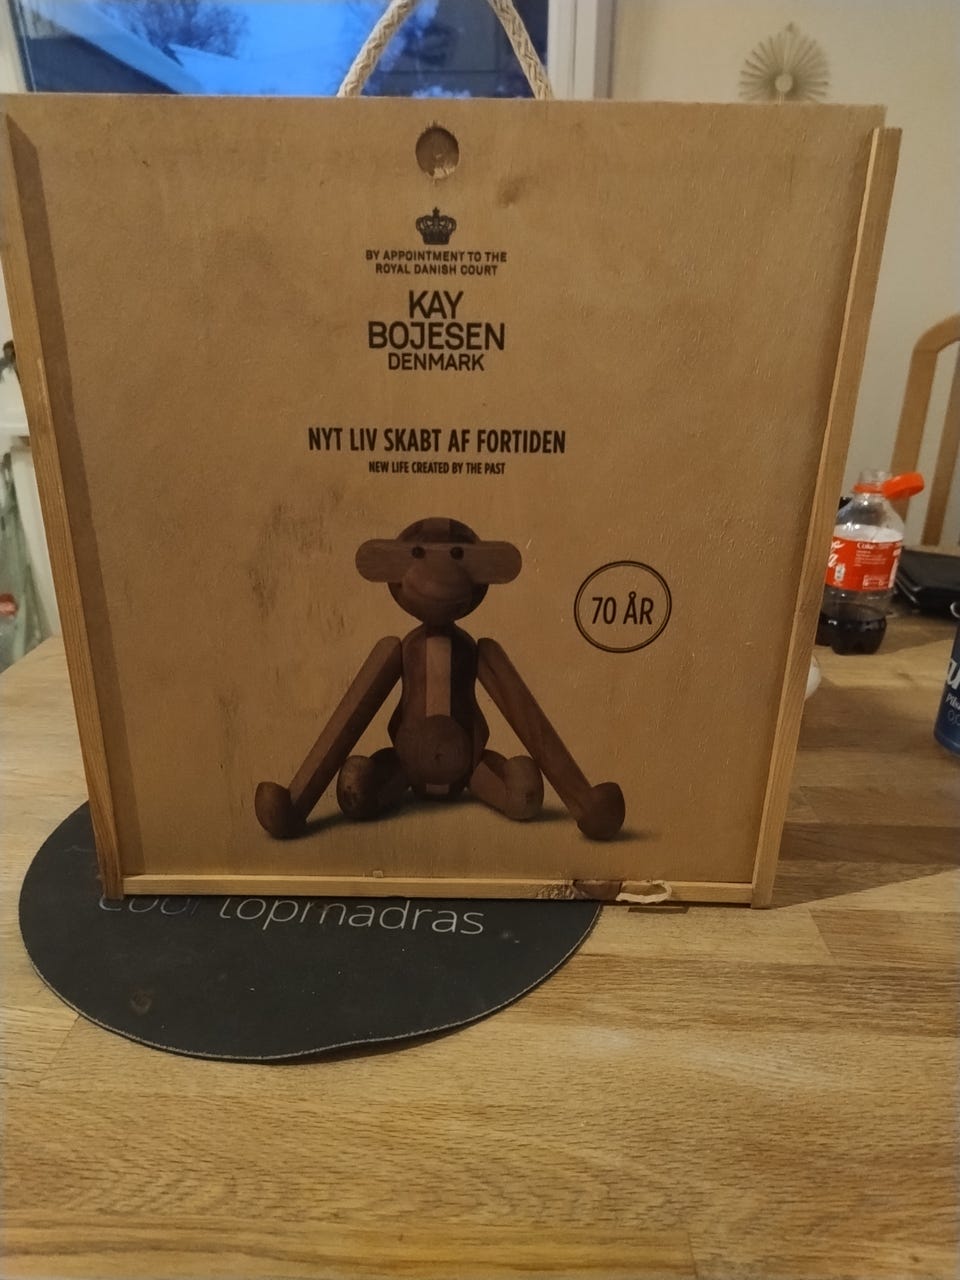 BY APPOINTMENT TO THE
ROYAL DANISH COURT
KAY
BOJESEN
DENMARK
NYT LIV SKABT AF FORTIDEN
NEW LIFE CREATED BY THE PAST
70 ÅR
topmadras